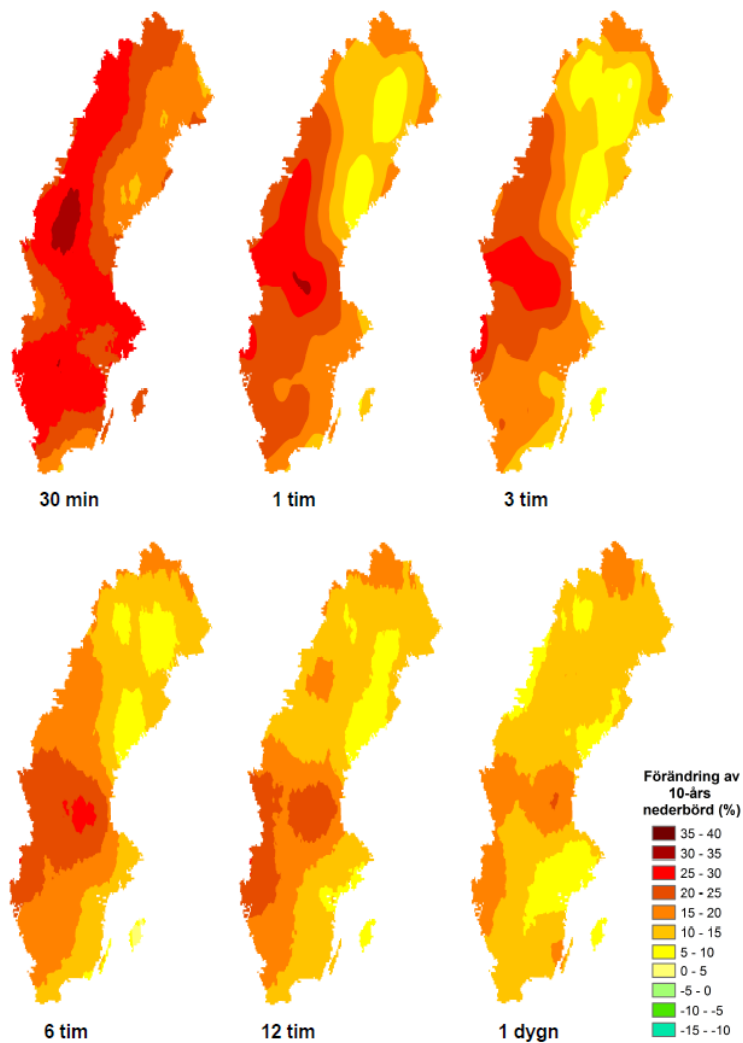 30 min
1 tim
3 tim
6 tim
12 tim
1 dygn
Förändring av
10-års
nederbörd (%)
35 - 40
30 - 35
25 - 30
20 - 25
15 - 20
10 - 15
5 - 10
0 - 5
-5 - 0
-10 - -5
-15 - -10